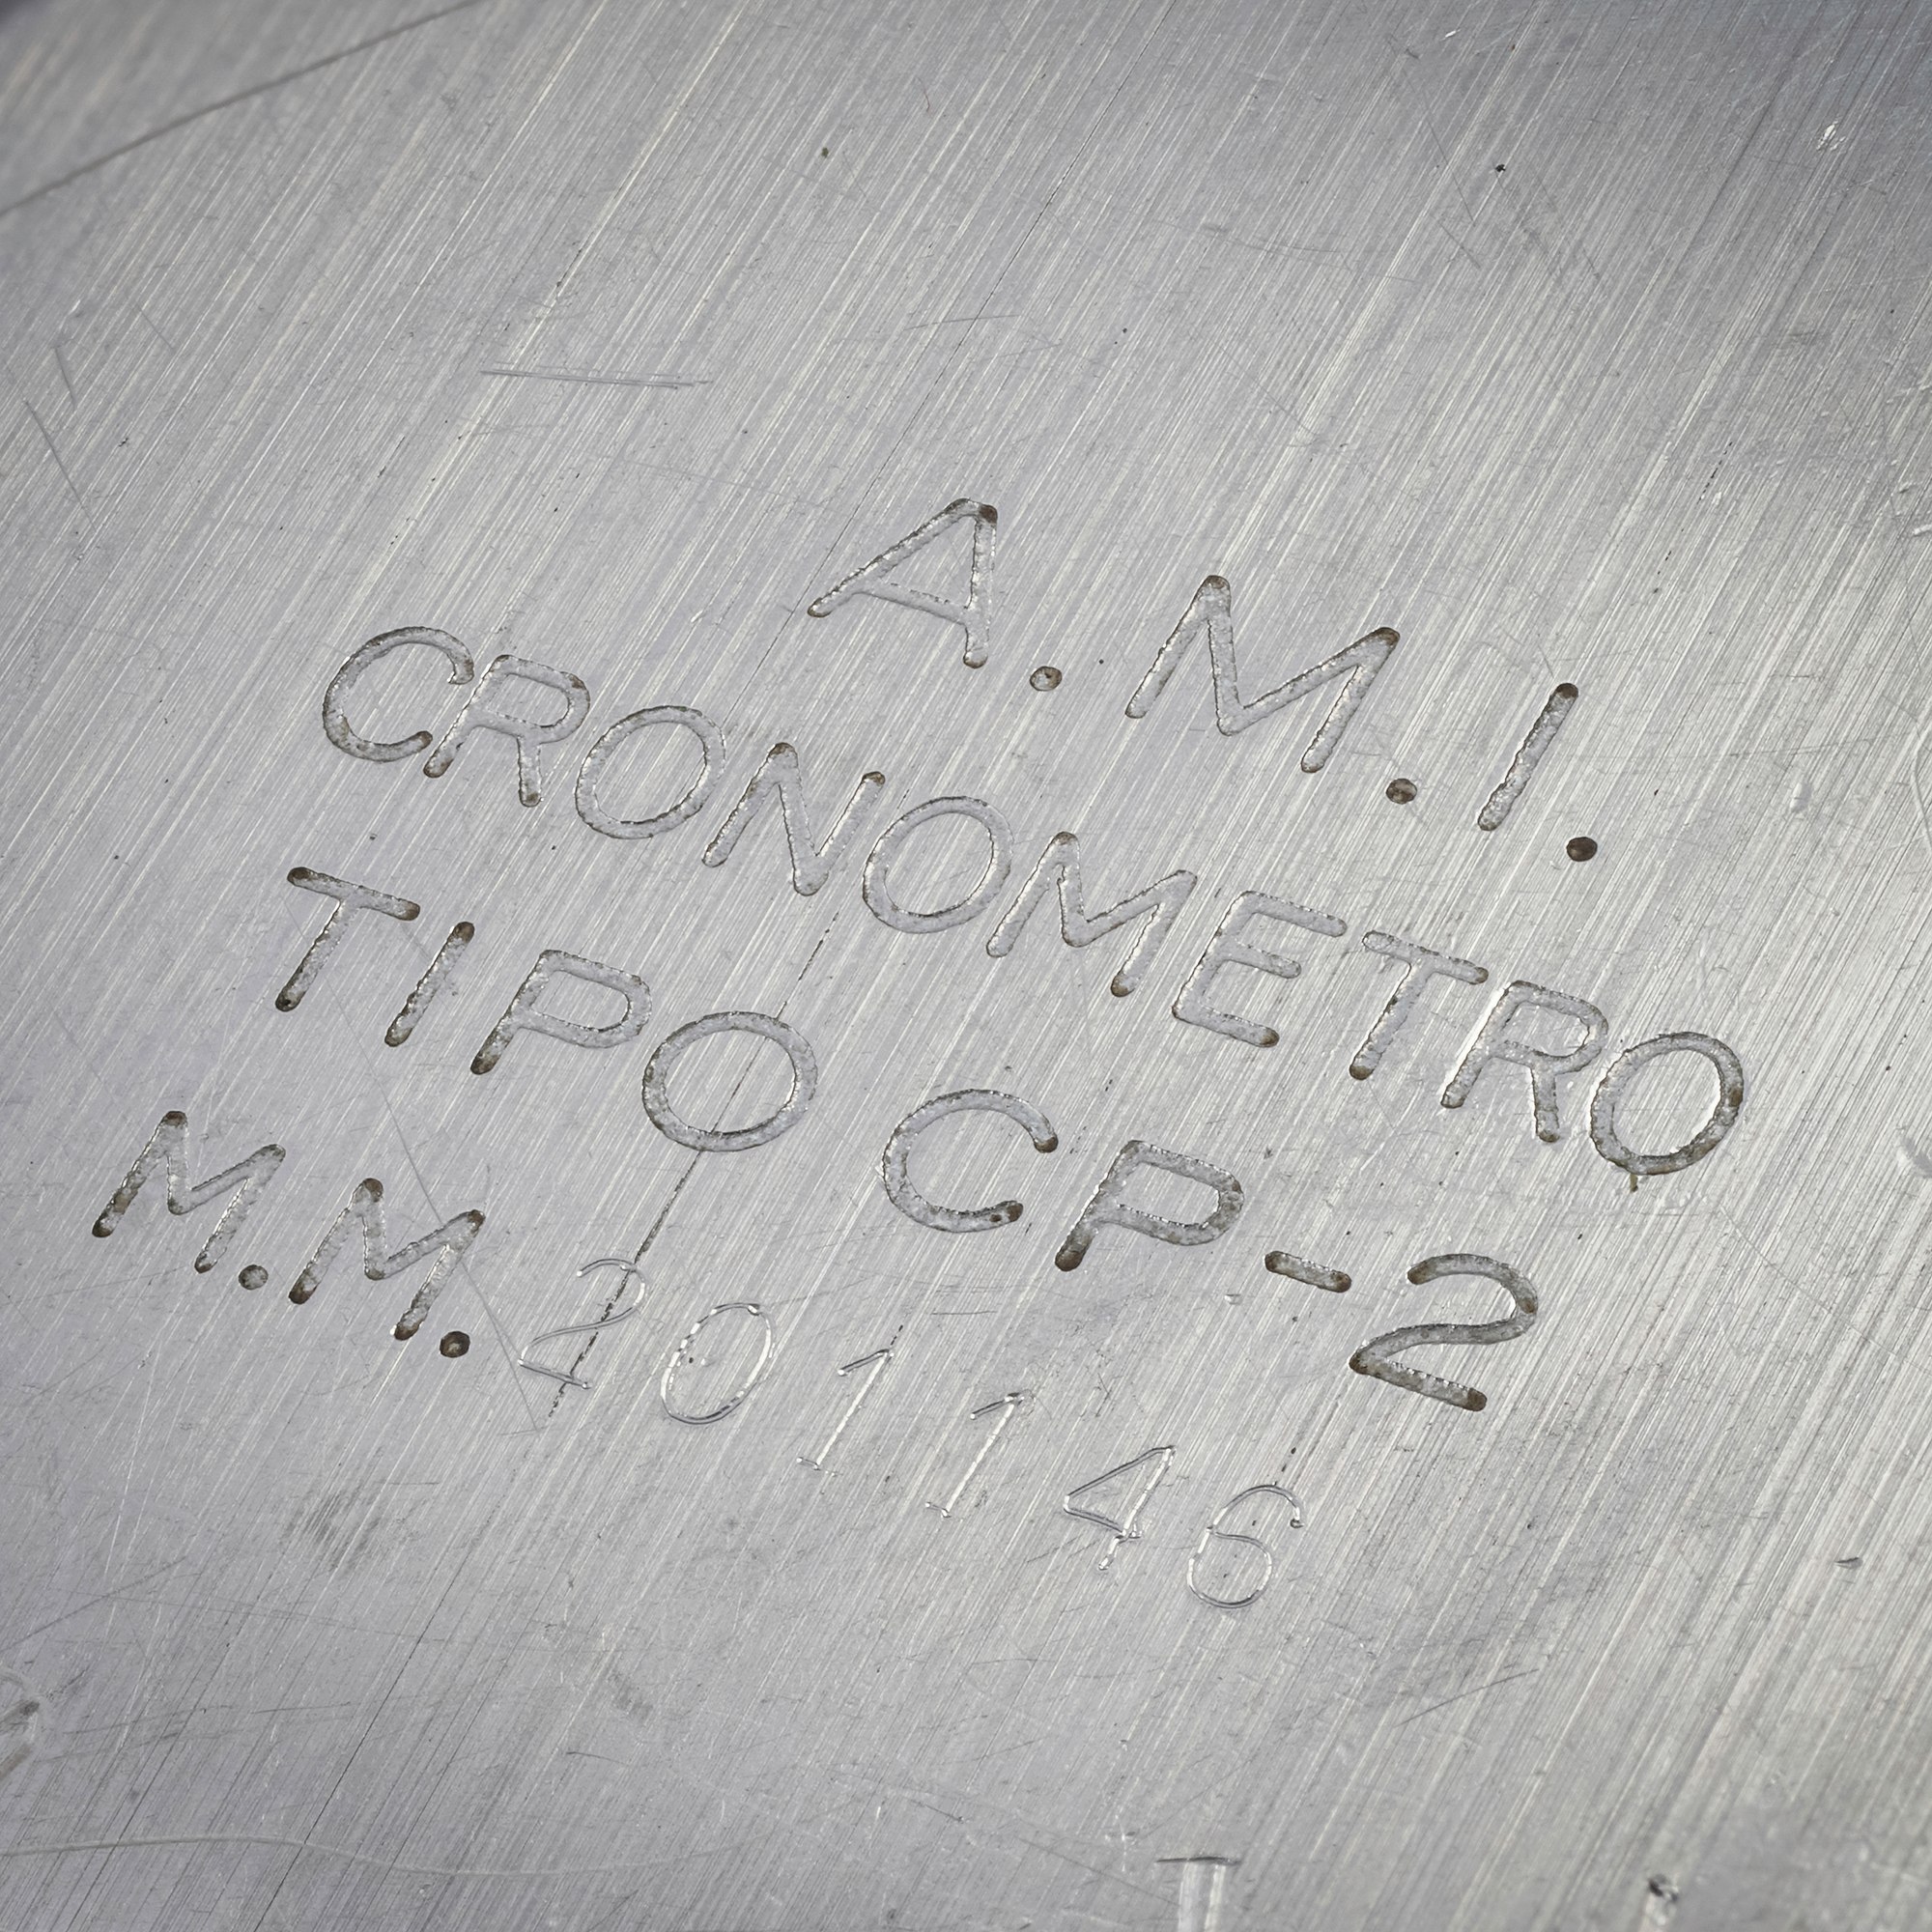 A.M.I.
CRONOMETRO
TIPO CP-2
M.M. 201146